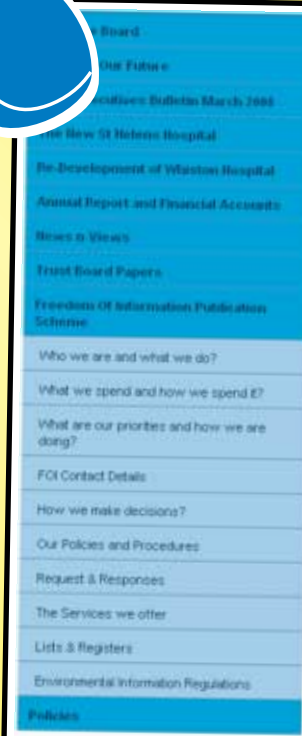 Board
Our Future
Bulletin March 2008
The New St Helens Hospital
Re-Development of Whiston Hospital
Annual Report and Financial Accounts
News & Views
Trust Board Papers
Freedom Of Information Publication
Scheme
Who we are and what we do?
What we spend and how we spend it?
What are our priorities and how we are
doing?
FOI Contact Details
How we make decisions?
Our Policies and Procedures
Request & Responses
The Services we offer
Lists & Registers
Environmental Information Regulations
Policies